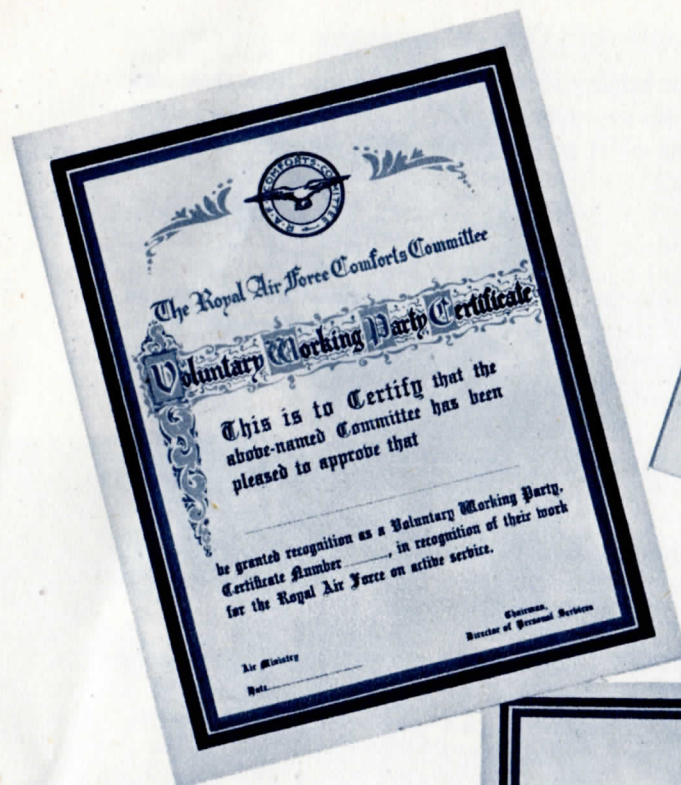 R·A·F·COMFORTS·COMMITTEE
The Royal Air Force Comforts Committee
Voluntary Working Party Certificate
This is to Certify that the
above-named Committee has been
pleased to approve that
be granted recognition as a Voluntary Working Party,
Certificate Number ______, in recognition of their work
for the Royal Air Force on active service.
Chairman,
Director of Personal Services
Air Ministry
Date